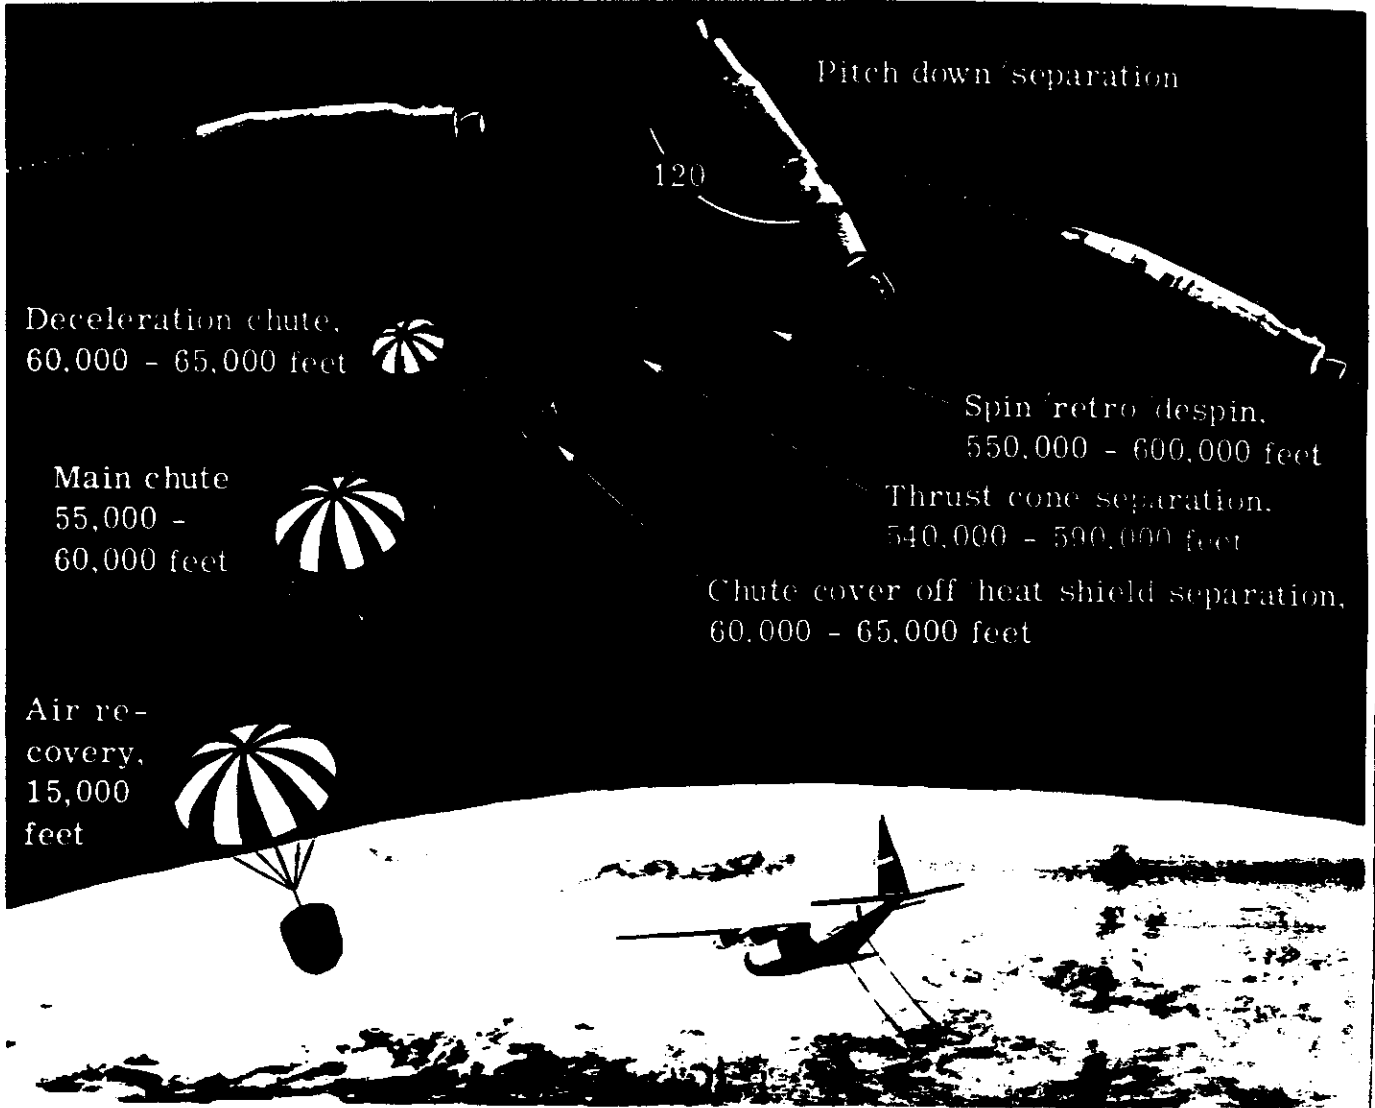 Pitch down/separation
120
Deceleration chute,
60,000 - 65,000 feet
Spin/retro/despin,
550,000 - 600,000 feet
Main chute
55,000 -
60,000 feet
Thrust cone separation,
540,000 - 590,000 feet
Chute cover off/heat shield separation,
60,000 - 65,000 feet
Air re-
covery,
15,000
feet